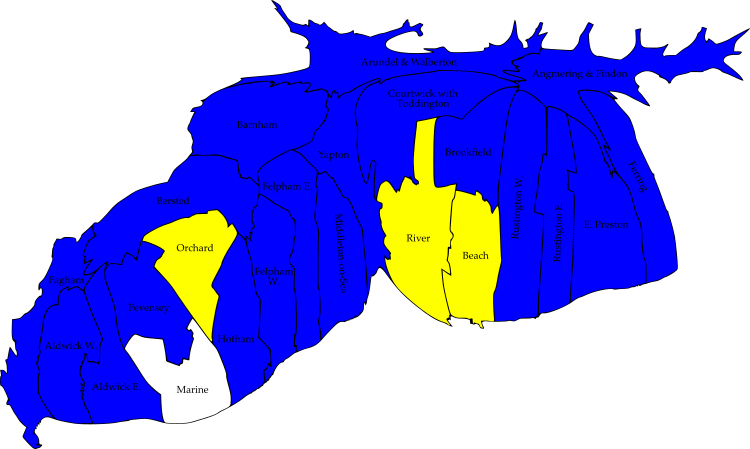 Arundel & Walberton
Angmering & Findon
Courtwick with
Toddington
Barnham
Yapton
Brookfield
Ferring
Felpham E.
Bersted
Rustington W.
Rustington E.
E. Preston
Middleton-on-Sea
Orchard
River
Beach
Felpham
W.
Pagham
Pevensey
Hotham
Aldwick W.
Aldwick E.
Marine